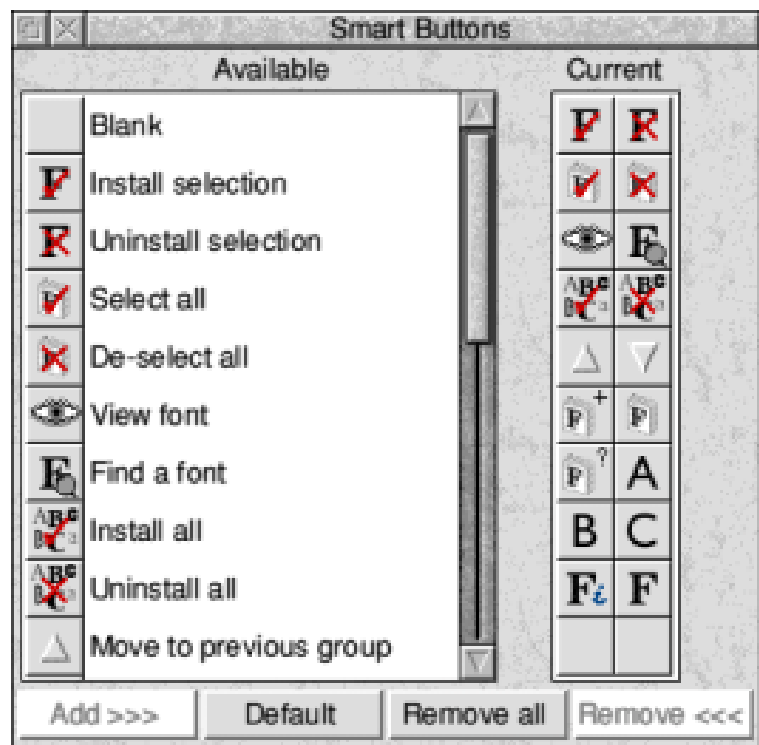 Smart Buttons
Available Current
Blank
Install selection
Uninstall selection
Select all
De-select all
View font
Find a font
Install all
Uninstall all
Move to previous group
A
B C
Add >>> Default Remove all Remove <<<